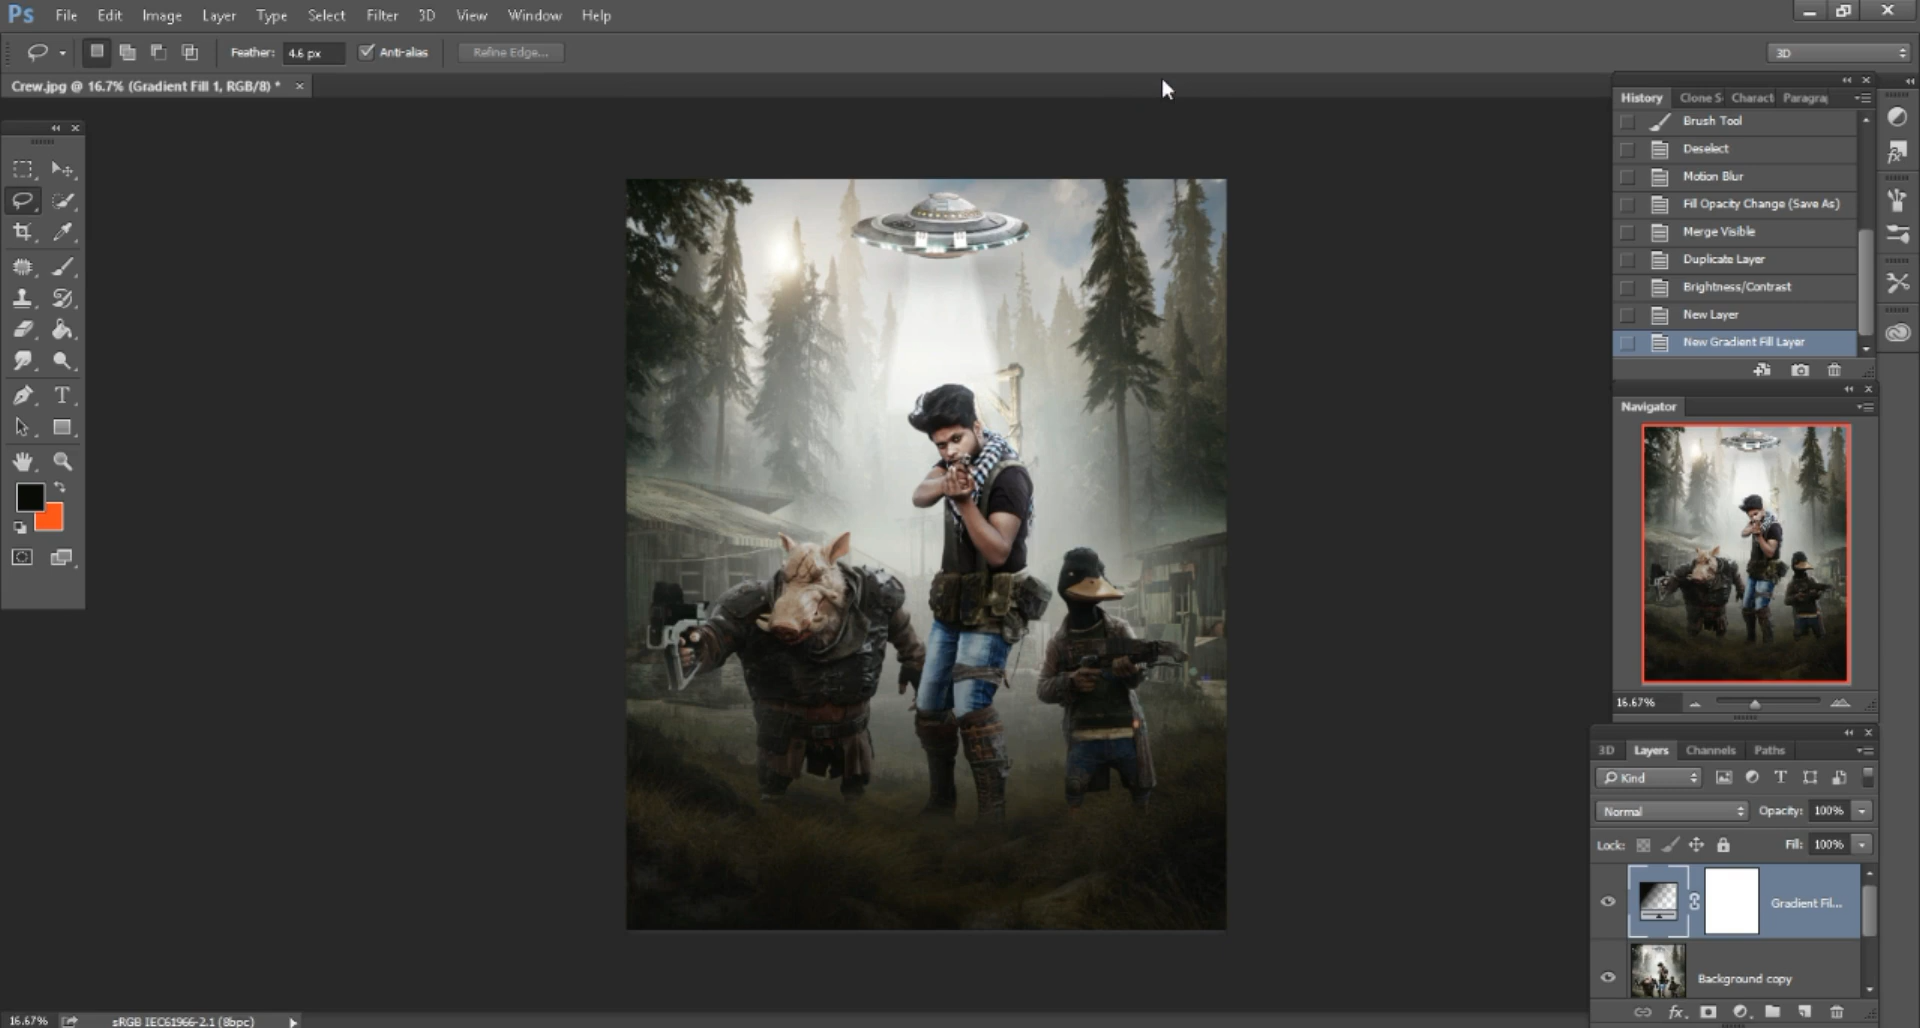 Ps File Edit Image Layer Type Select Filter 3D View Window Help
Feather: 4.6 px Anti-alias Refine Edge... 3D
Crew.jpg @ 16.7% (Gradient Fill 1, RGB/8) * ×
History Clone S Charact Paragra
Brush Tool
Deselect
Motion Blur
Fill Opacity Change (Save As)
Merge Visible
Duplicate Layer
Brightness/Contrast
New Layer
New Gradient Fill Layer
Navigator
16.67%
3D Layers Channels Paths
Kind
Normal Opacity: 100%
Lock: Fill: 100%
Gradient Fil...
Background copy
fx
16.67% sRGB IEC61966-2.1 (8bpc)